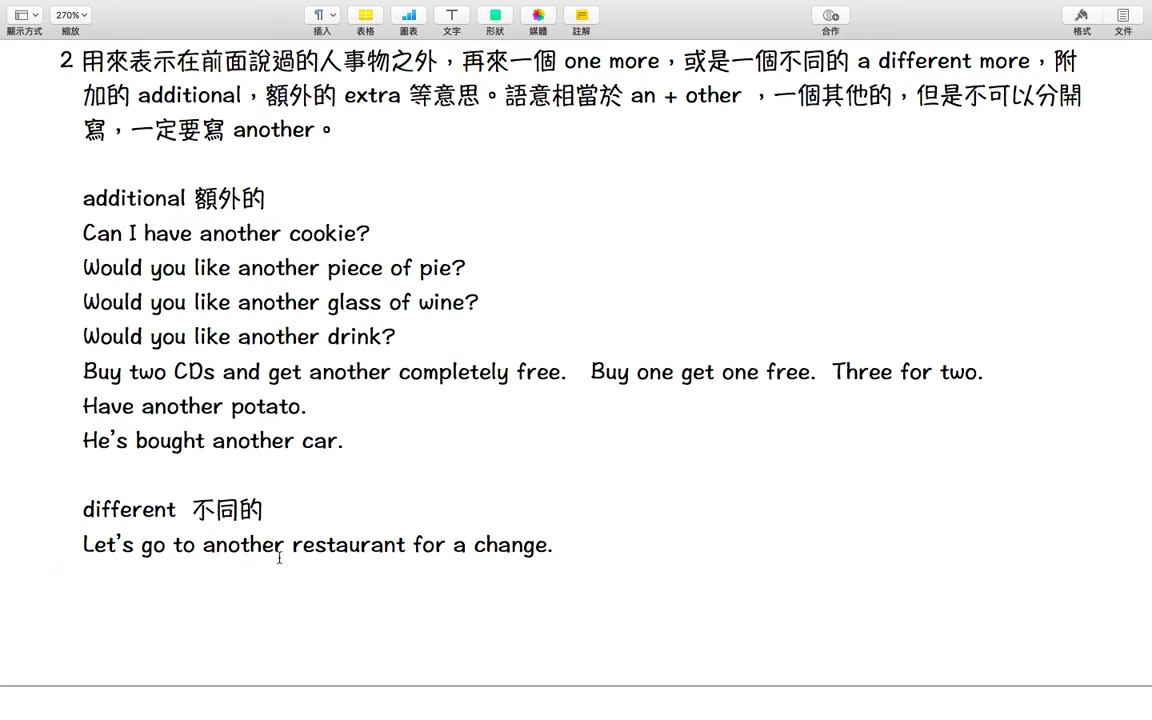 270%
顯示方式
縮放
插入
表格
圖表
文字
形狀
媒體
註解
合作
格式
文件
2 用來表示在前面說過的人事物之外，再來一個 one more，或是一個不同的 a different more，附
加的 additional，額外的 extra 等意思。語意相當於 an + other ，一個其他的，但是不可以分開
寫，一定要寫 another。
additional 額外的
Can I have another cookie?
Would you like another piece of pie?
Would you like another glass of wine?
Would you like another drink?
Buy two CDs and get another completely free. Buy one get one free. Three for two.
Have another potato.
He's bought another car.
different 不同的
Let's go to another restaurant for a change.